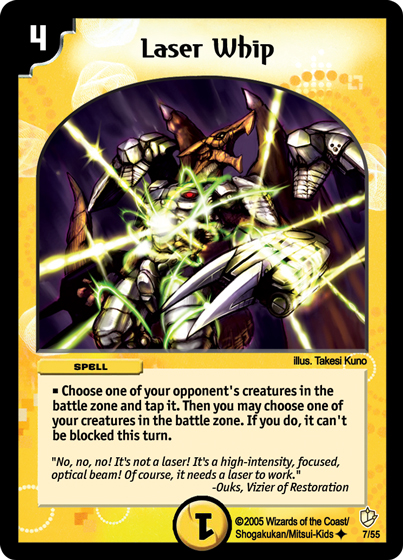 4
Laser Whip
illus. Takesi Kuno
SPELL
▪ Choose one of your opponent's creatures in the
battle zone and tap it. Then you may choose one of
your creatures in the battle zone. If you do, it can't
be blocked this turn.
"No, no, no! It's not a laser! It's a high-intensity, focused,
optical beam! Of course, it needs a laser to work."
-Ouks, Vizier of Restoration
1
©2005 Wizards of the Coast/
Shogakukan/Mitsui-Kids ✦ 7/55